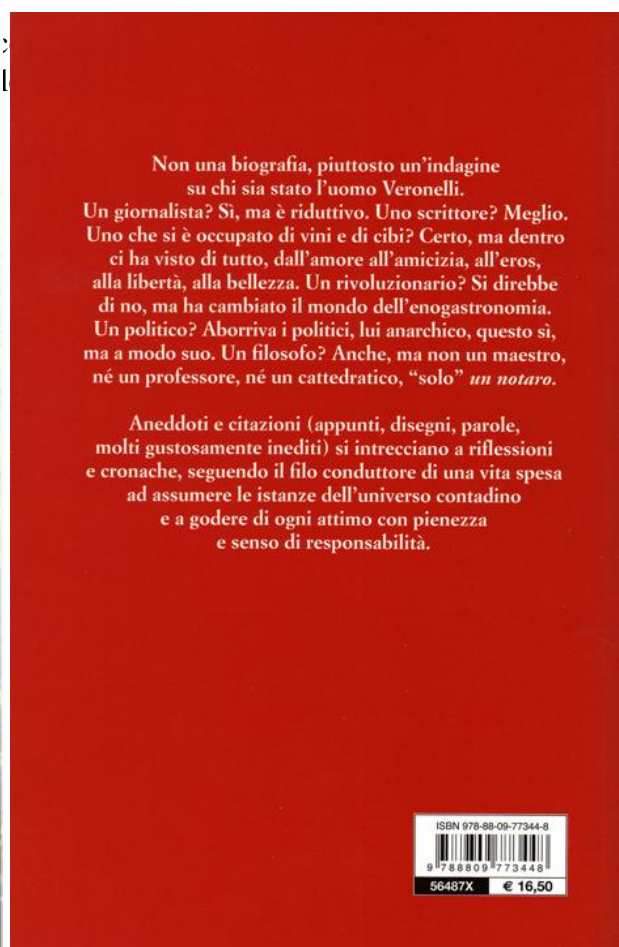 Non una biografia, piuttosto un'indagine
su chi sia stato l'uomo Veronelli.
Un giornalista? Sì, ma è riduttivo. Uno scrittore? Meglio.
Uno che si è occupato di vini e di cibi? Certo, ma dentro
ci ha visto di tutto, dall'amore all'amicizia, all'eros,
alla libertà, alla bellezza. Un rivoluzionario? Si direbbe
di no, ma ha cambiato il mondo dell'enogastronomia.
Un politico? Aborriva i politici, lui anarchico, questo sì,
ma a modo suo. Un filosofo? Anche, ma non un maestro,
né un professore, né un cattedratico, “solo” un notaro.
Aneddoti e citazioni (appunti, disegni, parole,
molti gustosamente inediti) si intrecciano a riflessioni
e cronache, seguendo il filo conduttore di una vita spesa
ad assumere le istanze dell'universo contadino
e a godere di ogni attimo con pienezza
e senso di responsabilità.
ISBN 978-88-09-77344-8
9 788809 773448
56487X € 16,50